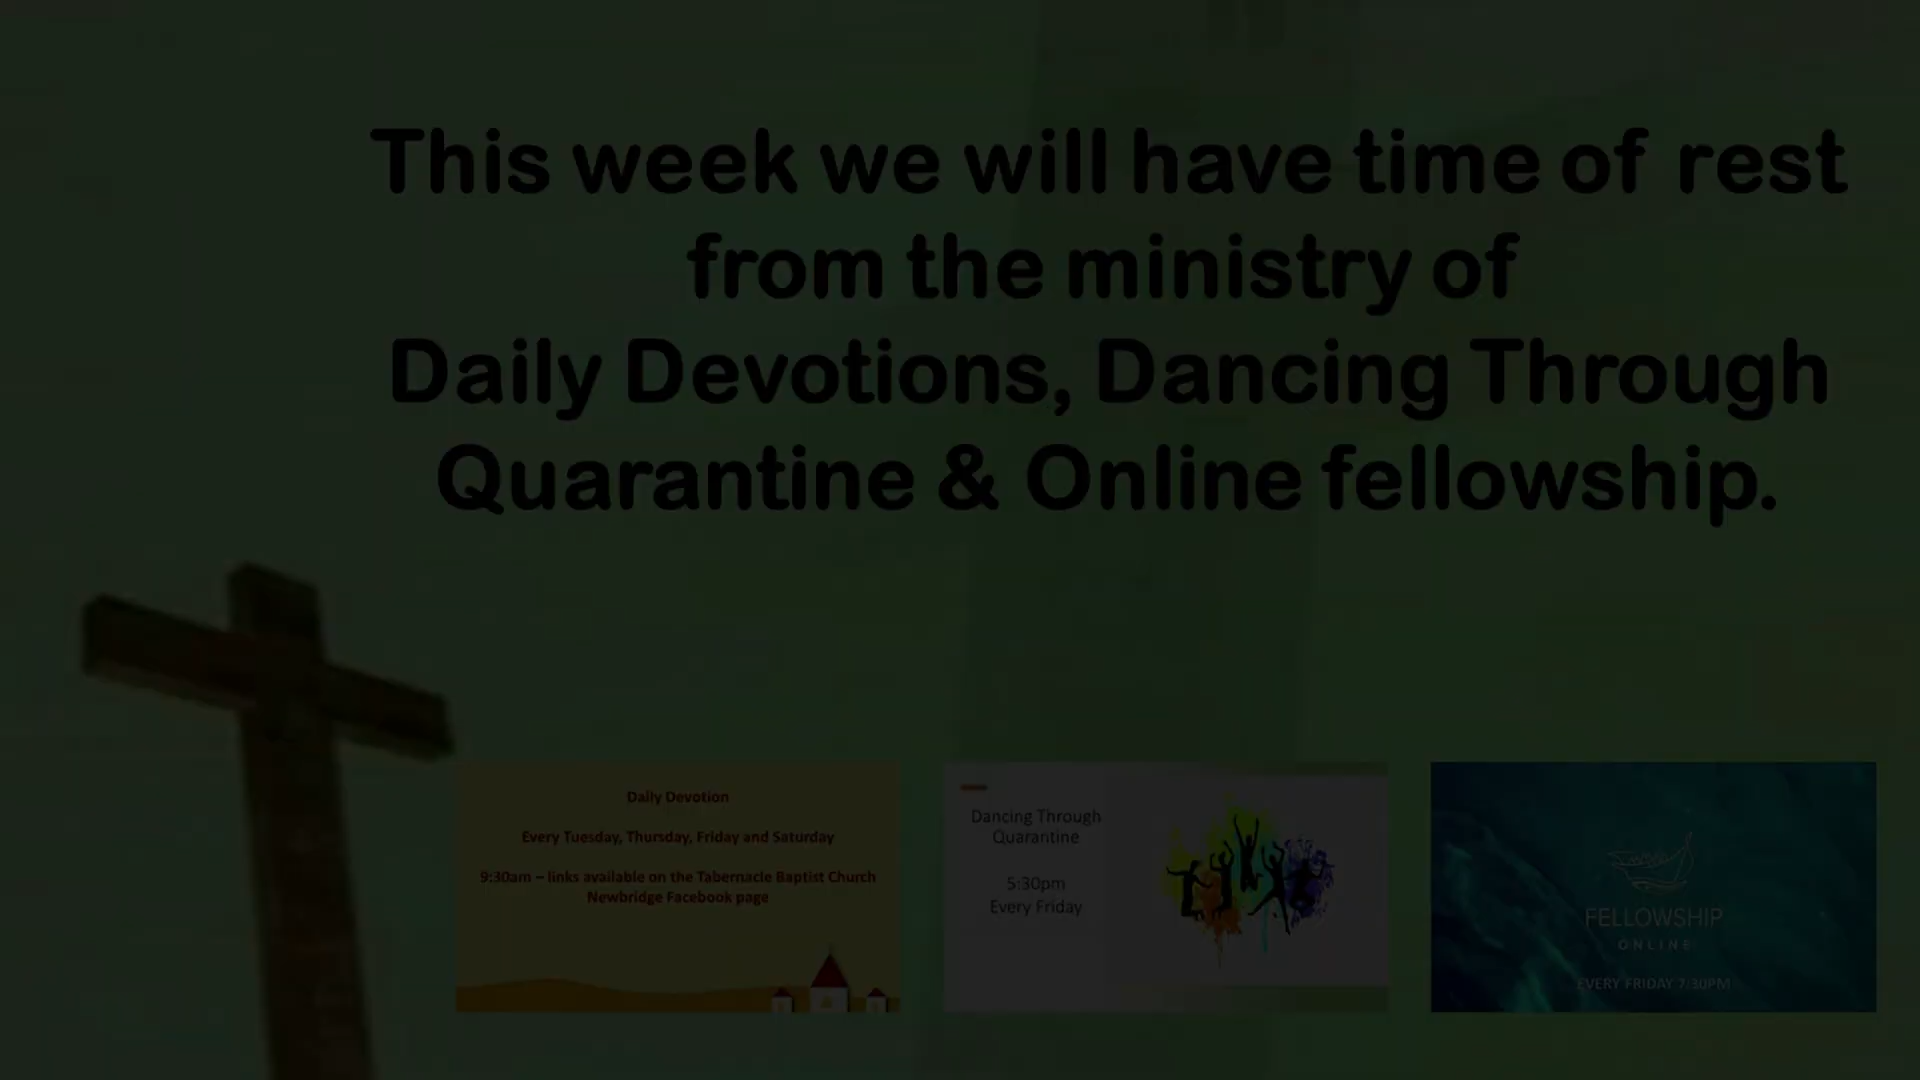 This week we will have time of rest
from the ministry of
Daily Devotions, Dancing Through
Quarantine & Online fellowship.
Daily Devotion
Every Tuesday, Thursday, Friday and Saturday
9:30am – links available on the Tabernacle Baptist Church
Newbridge Facebook page
Dancing Through
Quarantine
5:30pm
Every Friday
FELLOWSHIP
ONLINE
EVERY FRIDAY 7/30PM